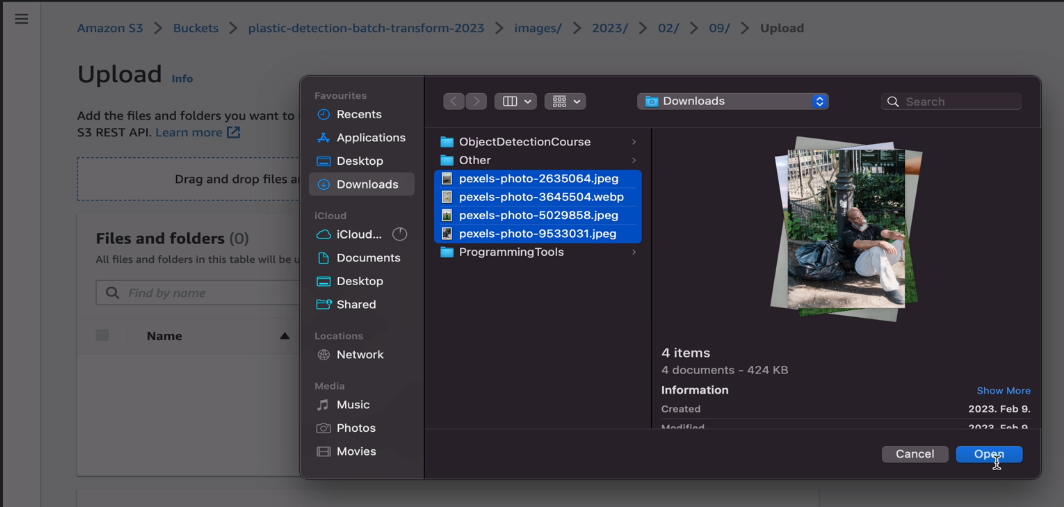 Amazon S3 > Buckets > plastic-detection-batch-transform-2023 > images/ > 2023/ > 02/ > 09/ > Upload
Upload Info
Add the files and folders you want to
S3 REST API. Learn more
Drag and drop files
Files and folders (0)
All files and folders in this table will be
Find by name
Name
Favourites
Recents
Applications
Desktop
Downloads
iCloud
iCloud...
Documents
Desktop
Shared
Locations
Network
Media
Music
Photos
Movies
Downloads
Search
ObjectDetectionCourse
Other
pexels-photo-2635064.jpeg
pexels-photo-3645504.webp
pexels-photo-5029858.jpeg
pexels-photo-9533031.jpeg
ProgrammingTools
4 items
4 documents - 424 KB
Information Show More
Created 2023. Feb 9.
Modified 2023. Feb 9.
Cancel Open